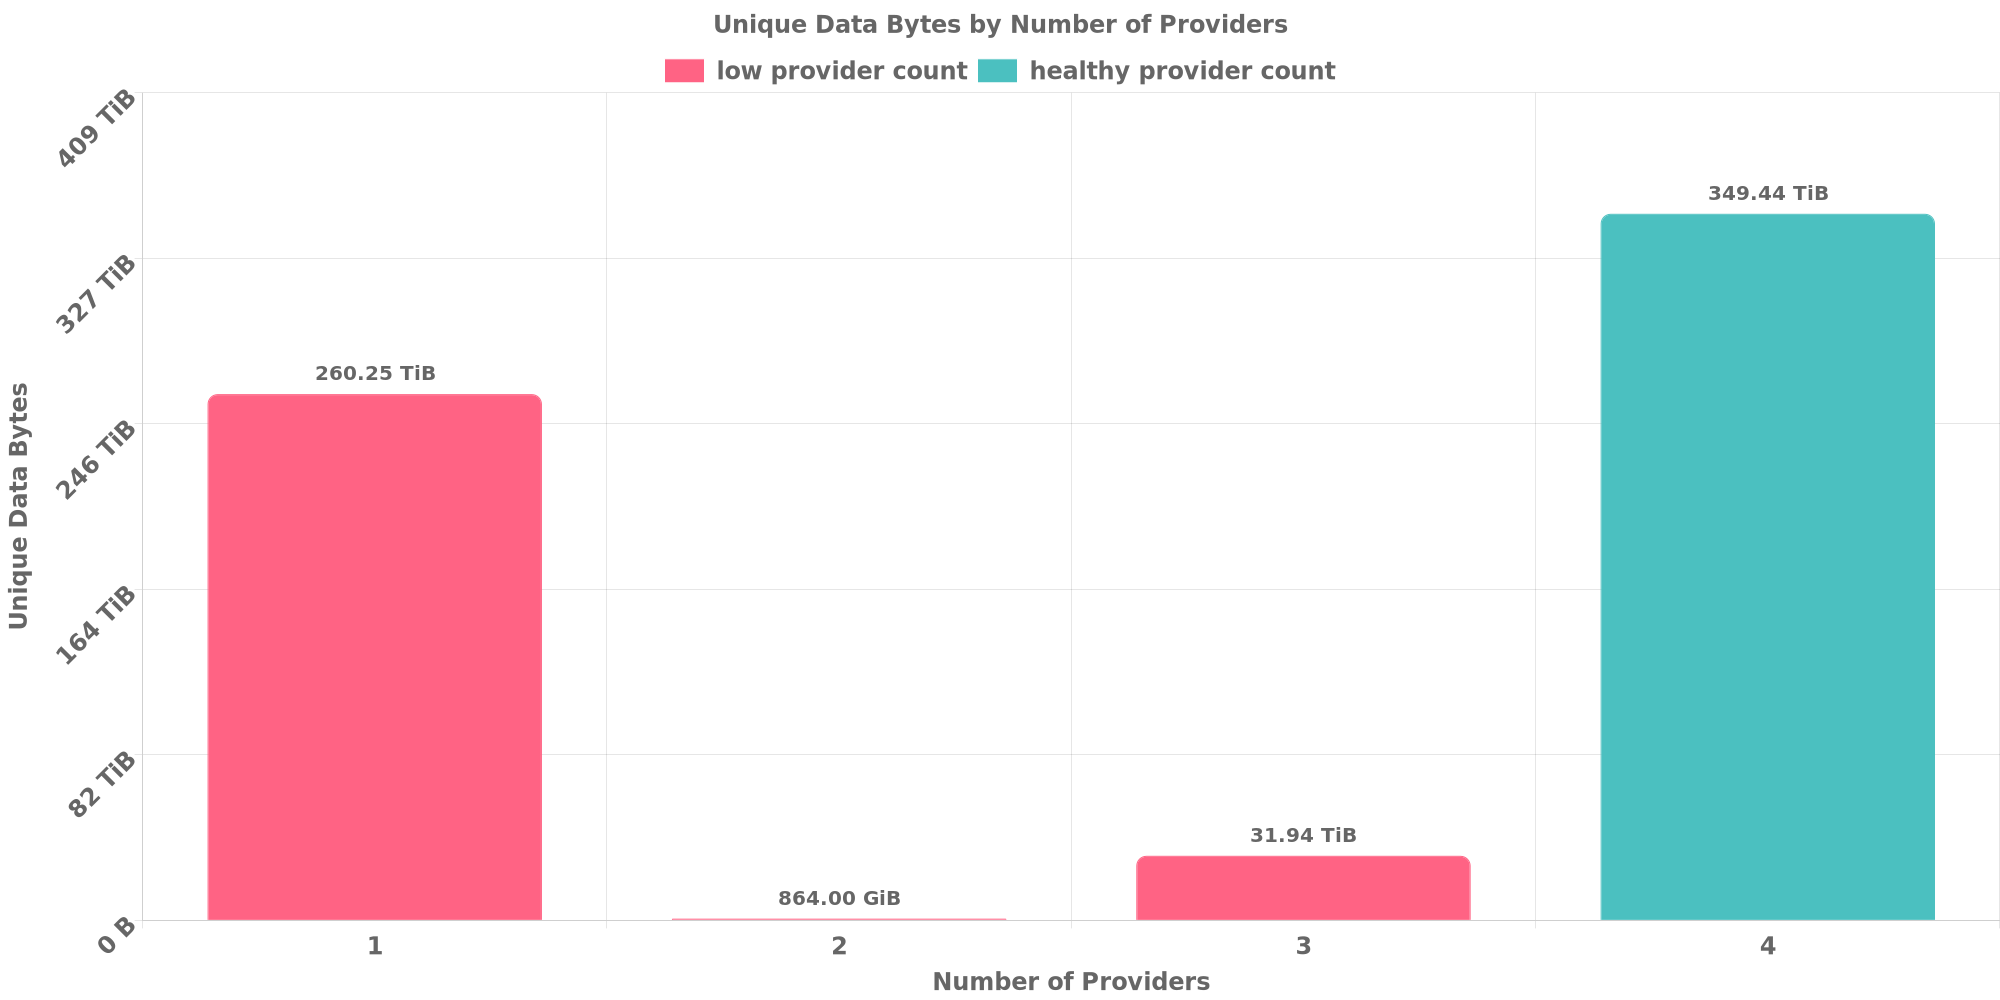 Unique Data Bytes by Number of Providers
low provider count healthy provider count
409 TiB
327 TiB
246 TiB
164 TiB
82 TiB
0 B
Unique Data Bytes
260.25 TiB
864.00 GiB
31.94 TiB
349.44 TiB
1 2 3 4
Number of Providers